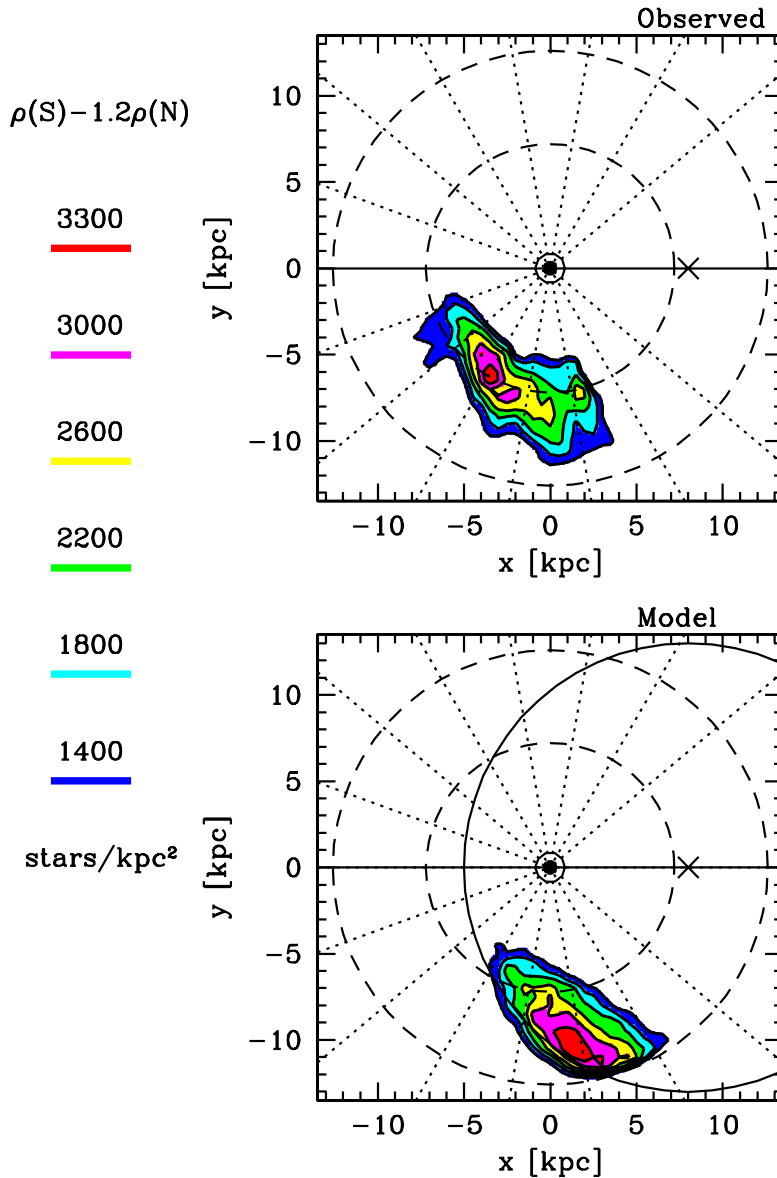 Observed
ρ(S)−1.2ρ(N)
3300
3000
2600
2200
1800
1400
stars/kpc²
10
5
0
−5
−10
y [kpc]
−10 −5 0 5 10
x [kpc]
Model
10
5
0
−5
−10
y [kpc]
−10 −5 0 5 10
x [kpc]